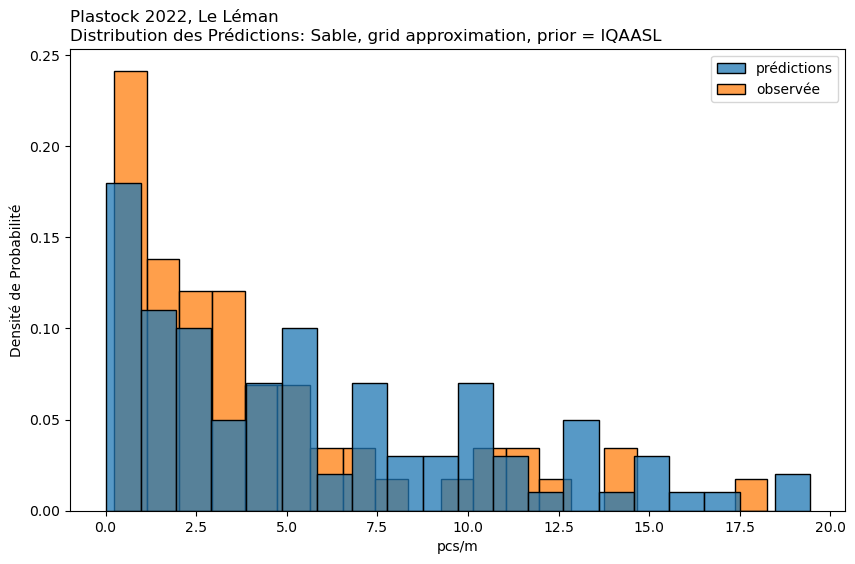 Plastock 2022, Le Léman
Distribution des Prédictions: Sable, grid approximation, prior = IQAASL
prédictions
observée
Densité de Probabilité
0.25
0.20
0.15
0.10
0.05
0.00
0.0 2.5 5.0 7.5 10.0 12.5 15.0 17.5 20.0
pcs/m